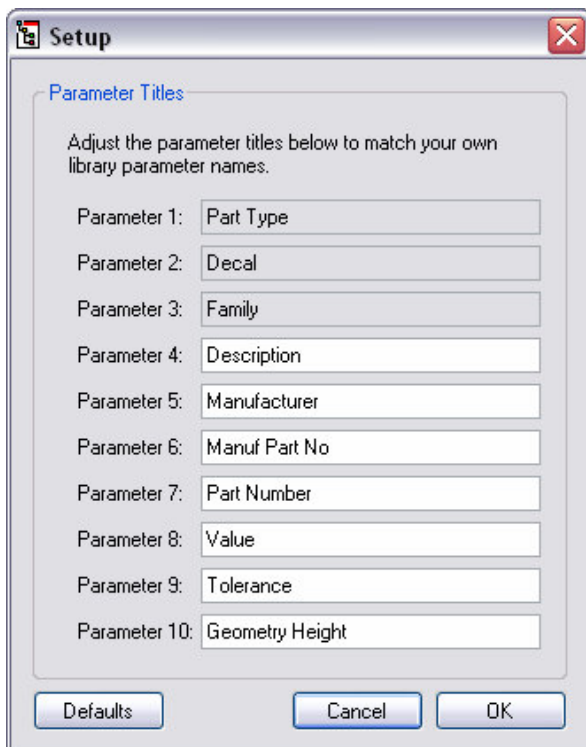 Setup
Parameter Titles
Adjust the parameter titles below to match your own
library parameter names.
Parameter 1: Part Type
Parameter 2: Decal
Parameter 3: Family
Parameter 4: Description
Parameter 5: Manufacturer
Parameter 6: Manuf Part No
Parameter 7: Part Number
Parameter 8: Value
Parameter 9: Tolerance
Parameter 10: Geometry Height
Defaults Cancel OK